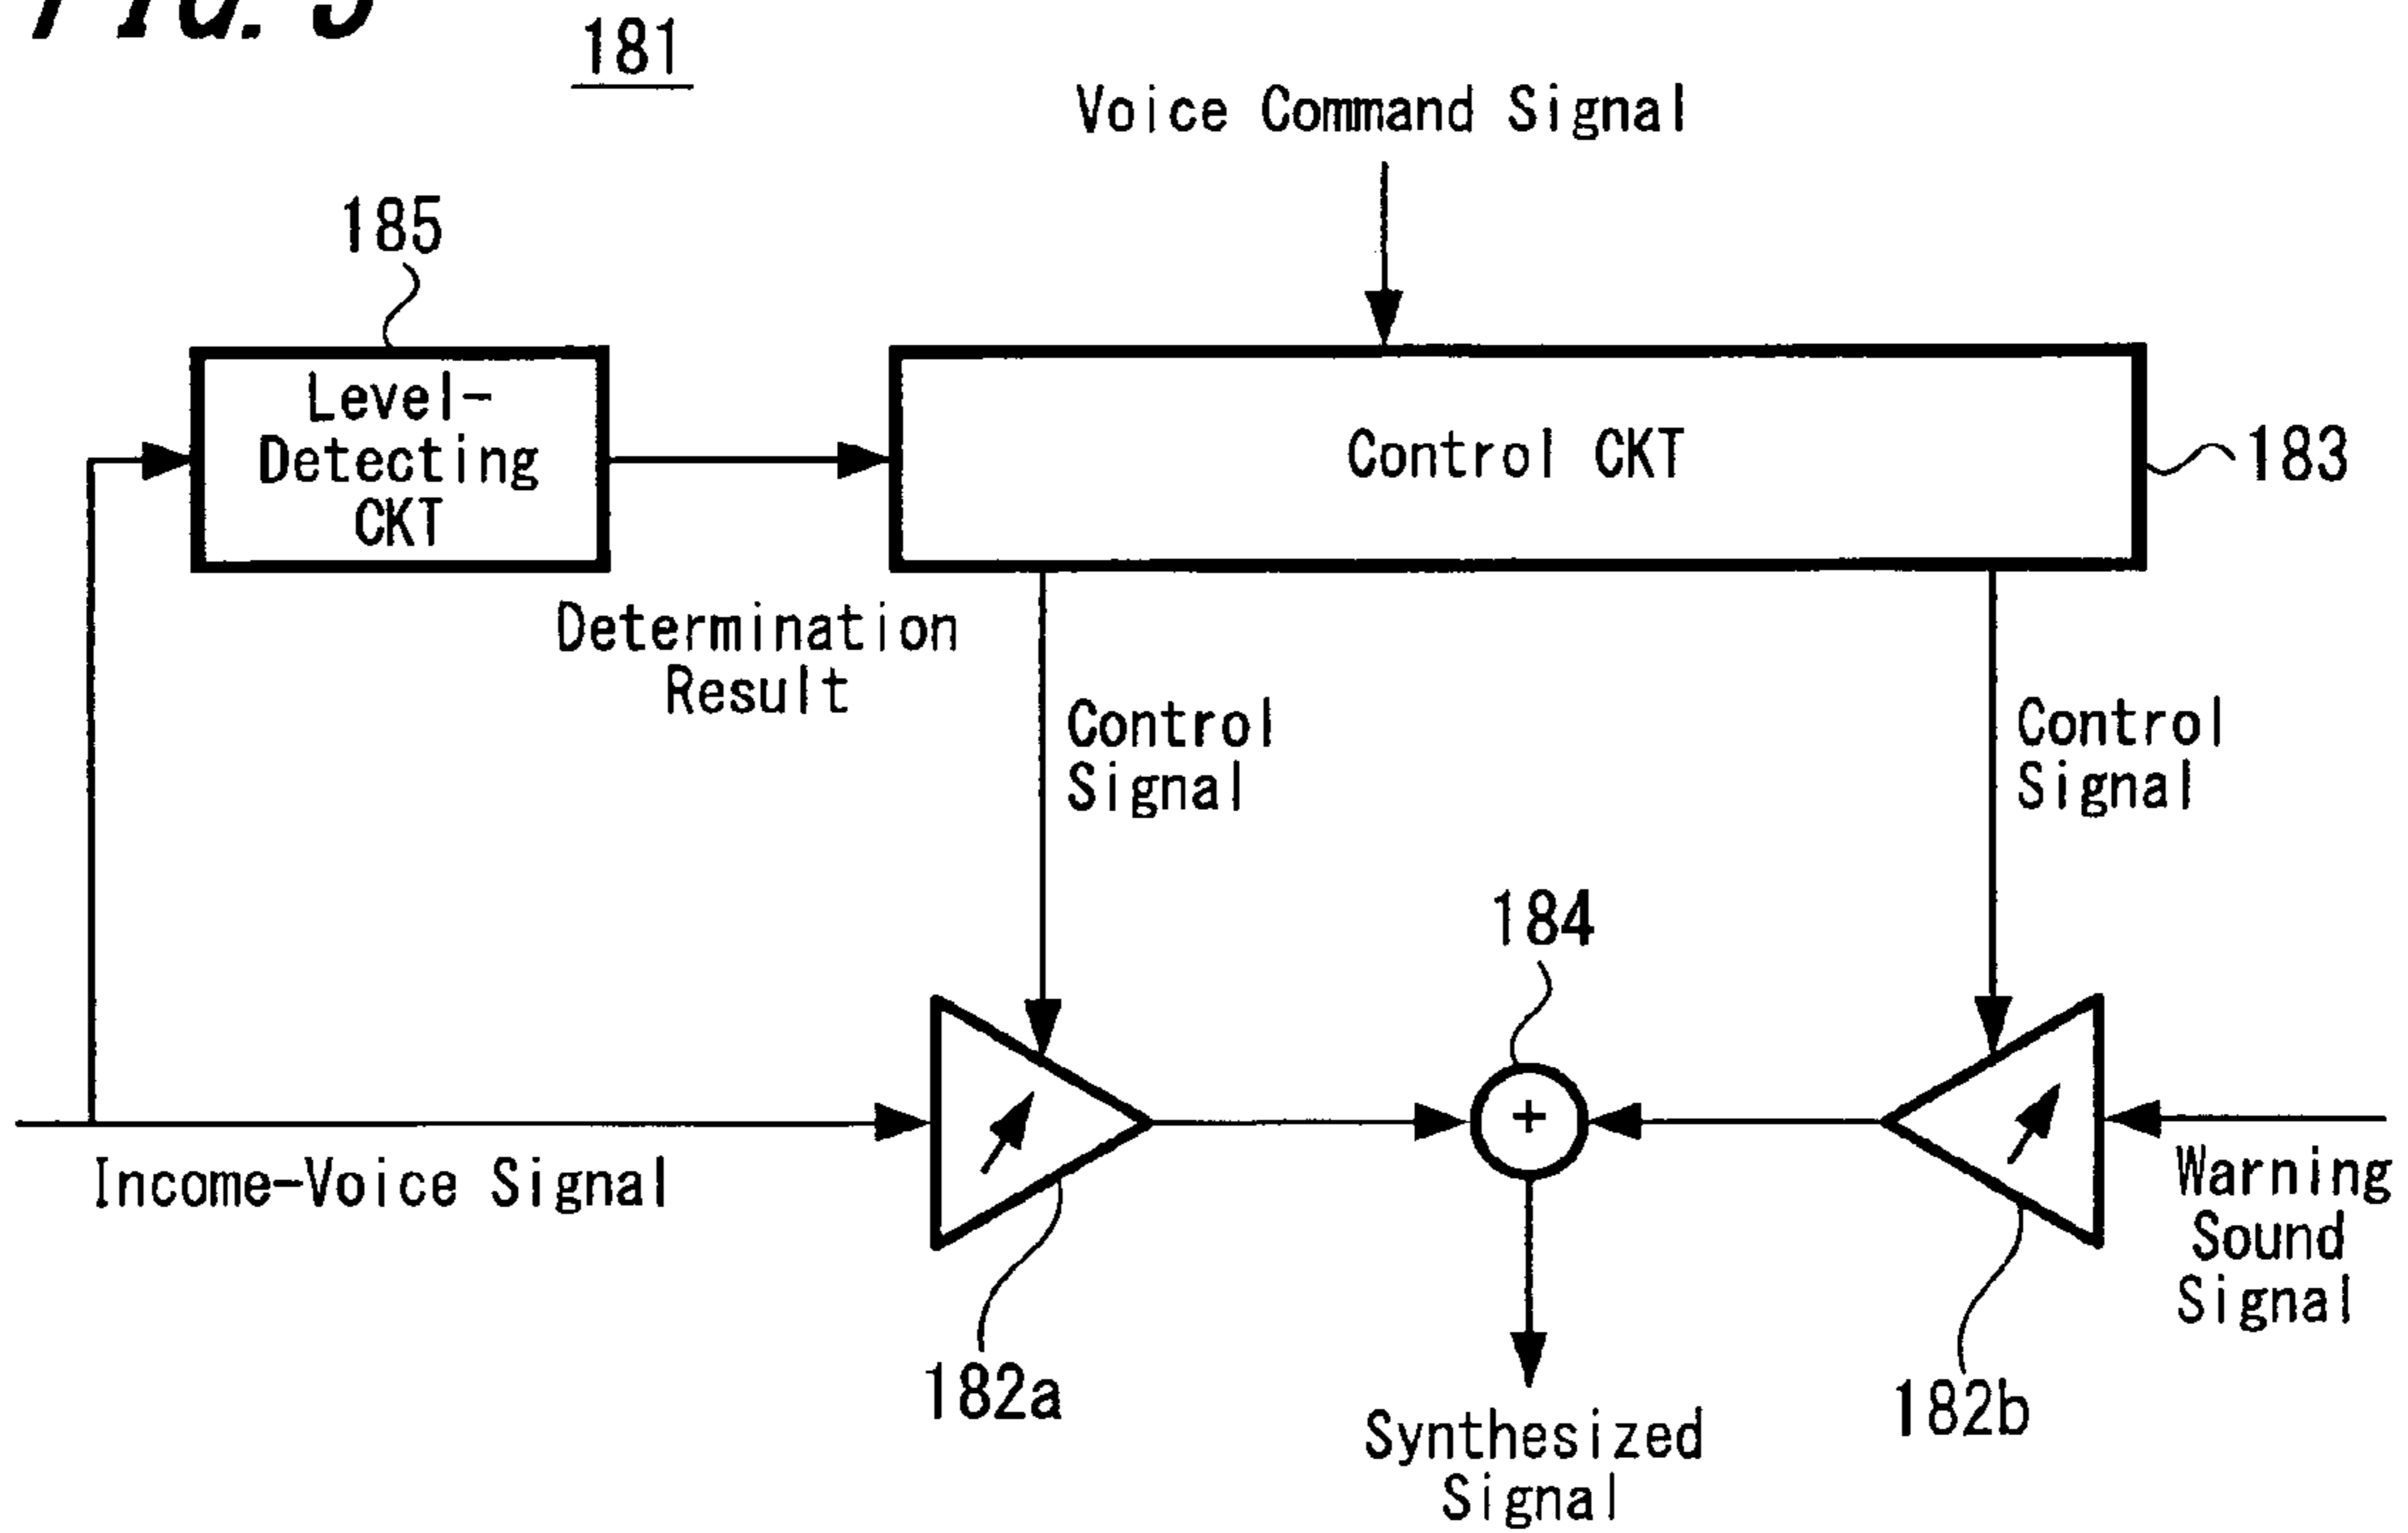 FIG. 5
181
Voice Command Signal
185
Level-
Detecting
CKT
Control CKT
183
Determination
Result
Control
Signal
Control
Signal
184
+
Income-Voice Signal
Warning
Sound
Signal
182a
182b
Synthesized
Signal